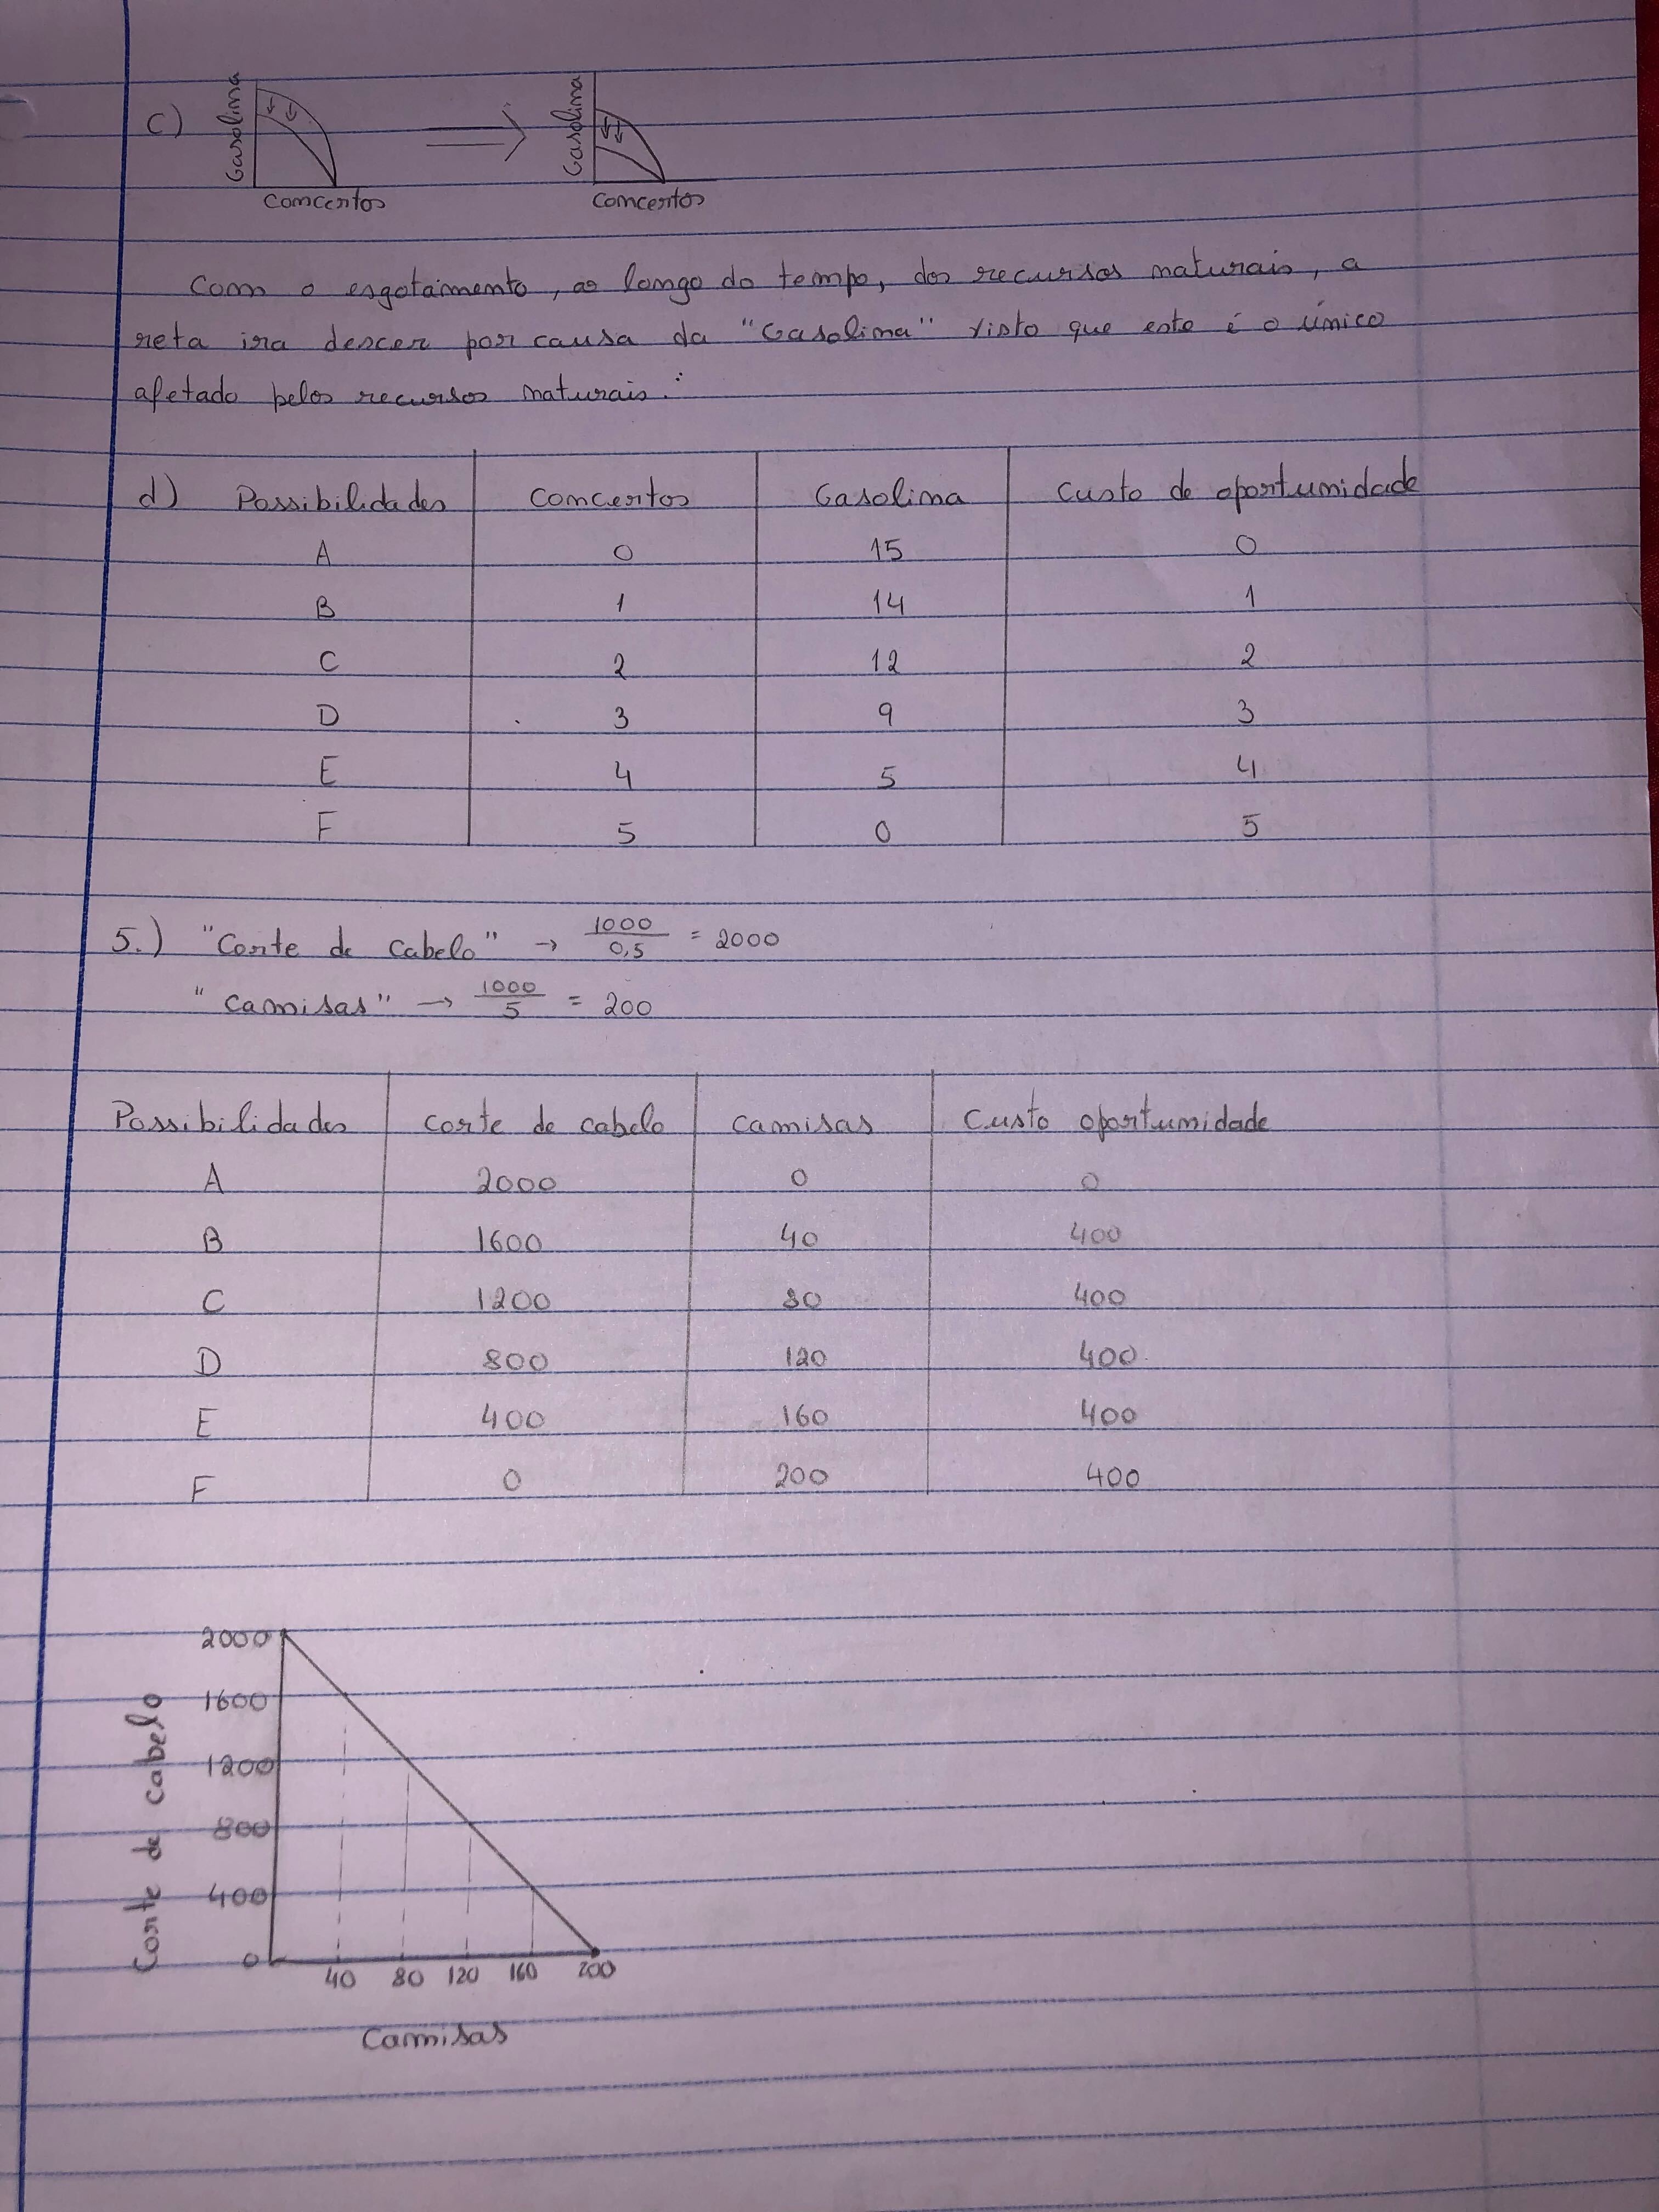 c) Gasolina Gasolina
concertos concertos
Com o esgotamento, ao longo do tempo, dos recursos naturais, a
reta ira descer por causa da "Gasolina" visto que este é o único
afetado pelos recursos naturais.
d) Possibilidades concertos Gasolina Custo de oportunidade
A 0 15 0
B 1 14 1
C 2 12 2
D 3 9 3
E 4 5 4
F 5 0 5
5.) "Corte de cabelo" → 1000/0,5 = 2000
"camisas" → 1000/5 = 200
Possibilidades corte de cabelo camisas Custo oportunidade
A 2000 0 0
B 1600 40 400
C 1200 80 400
D 800 120 400
E 400 160 400
F 0 200 400
Corte de cabelo
2000
1600
1200
800
400
0
40 80 120 160 200
Camisas